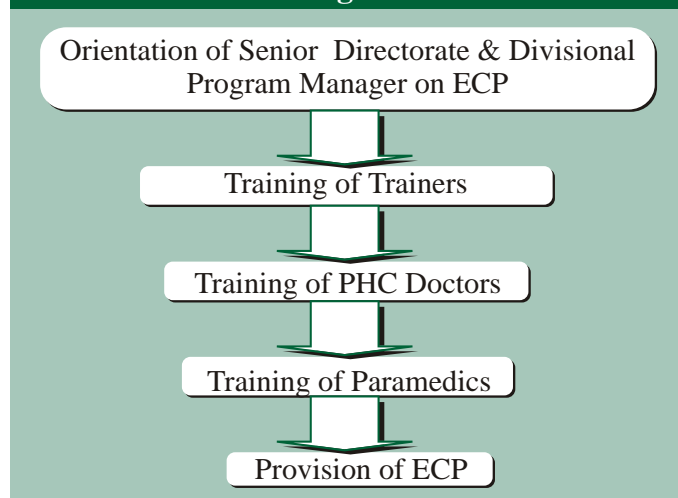 Orientation of Senior Directorate & Divisional
Program Manager on ECP
Training of Trainers
Training of PHC Doctors
Training of Paramedics
Provision of ECP